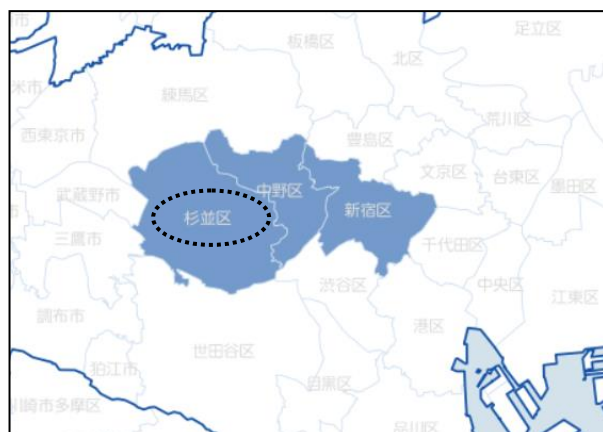 足立区
板橋区
北区
練馬区
荒川区
豊島区
西東京市
文京区
台東区
中野区
墨田区
武蔵野市
杉並区
新宿区
三鷹市
千代田区
渋谷区
中央区
江東区
調布市
港区
世田谷区
狛江市
目黒区
崎市多摩区
品川区